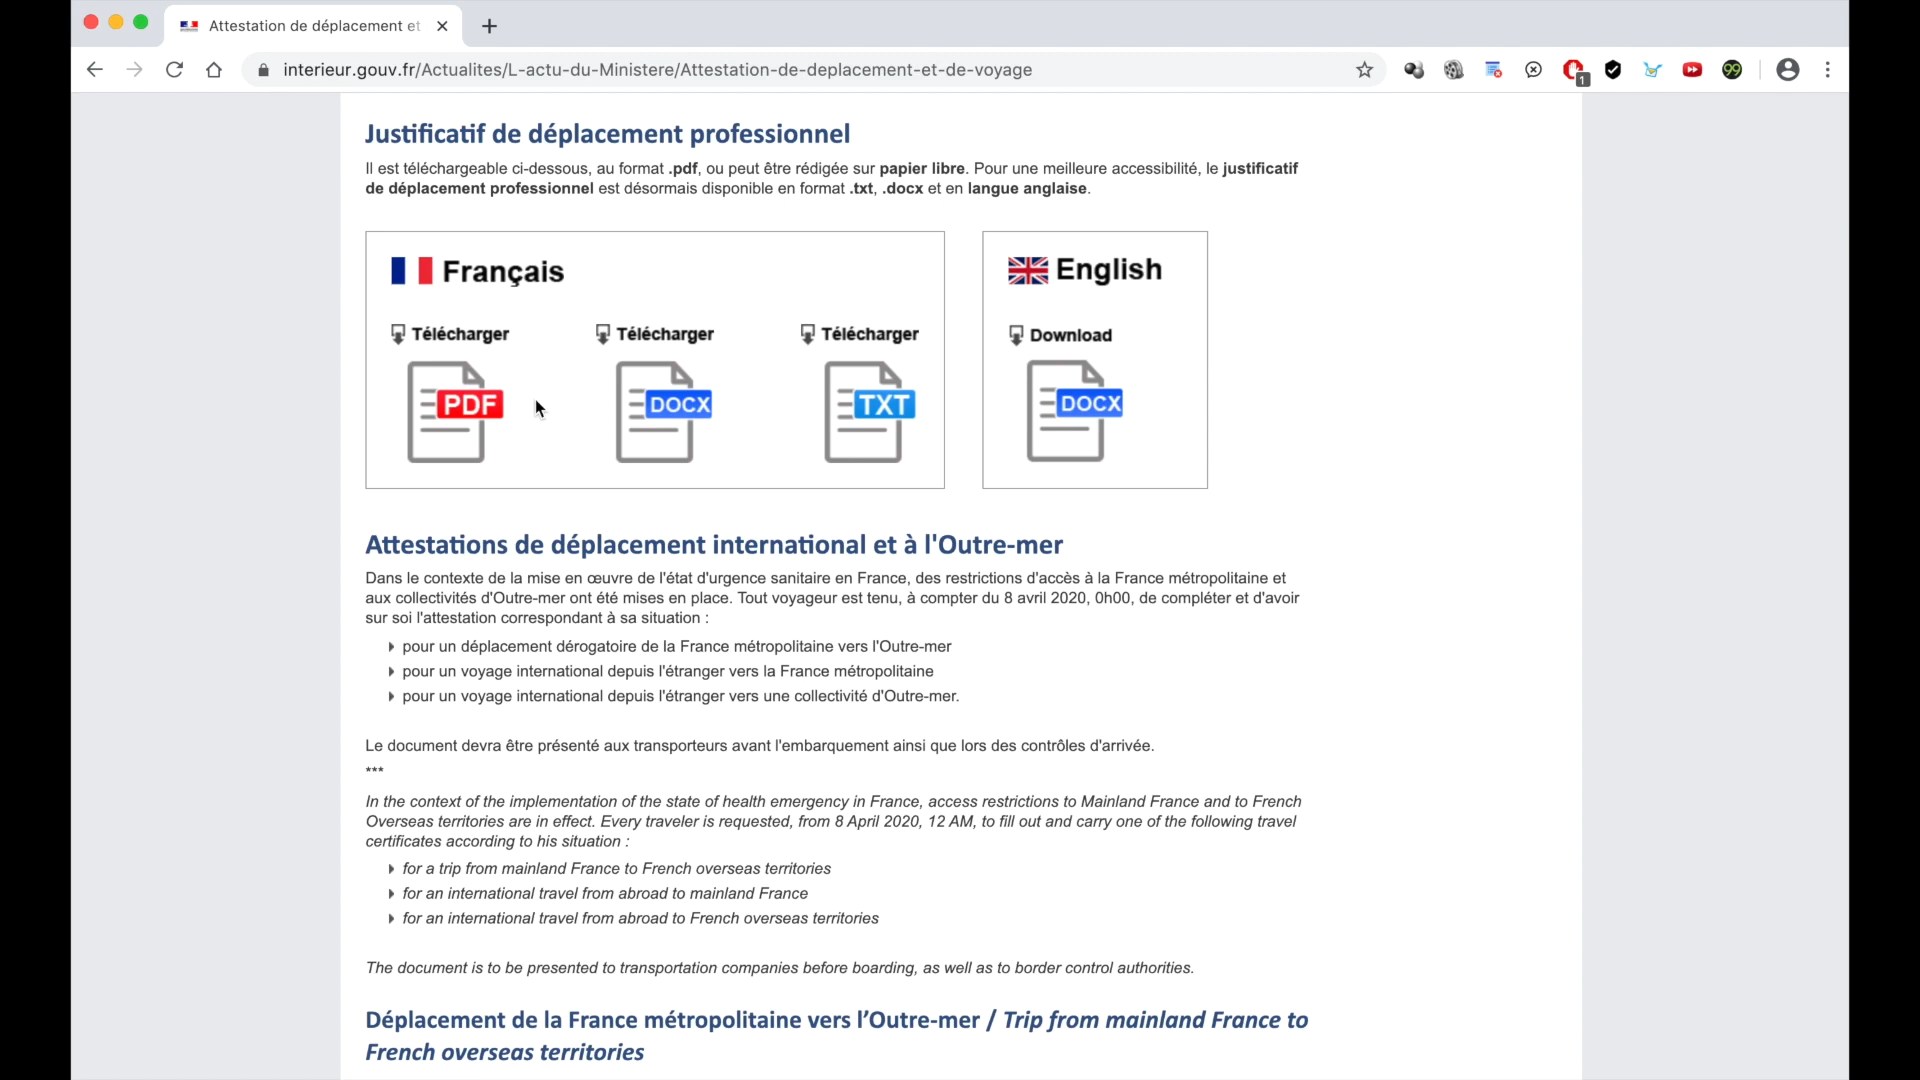 Attestation de déplacement et
interieur.gouv.fr/Actualites/L-actu-du-Ministere/Attestation-de-deplacement-et-de-voyage
1
99
Justificatif de déplacement professionnel
Il est téléchargeable ci-dessous, au format .pdf, ou peut être rédigée sur papier libre. Pour une meilleure accessibilité, le justificatif
de déplacement professionnel est désormais disponible en format .txt, .docx et en langue anglaise.
Français
English
Télécharger
Télécharger
Télécharger
Download
PDF
DOCX
TXT
DOCX
Attestations de déplacement international et à l'Outre-mer
Dans le contexte de la mise en œuvre de l'état d'urgence sanitaire en France, des restrictions d'accès à la France métropolitaine et
aux collectivités d'Outre-mer ont été mises en place. Tout voyageur est tenu, à compter du 8 avril 2020, 0h00, de compléter et d'avoir
sur soi l'attestation correspondant à sa situation :
pour un déplacement dérogatoire de la France métropolitaine vers l'Outre-mer
pour un voyage international depuis l'étranger vers la France métropolitaine
pour un voyage international depuis l'étranger vers une collectivité d'Outre-mer.
Le document devra être présenté aux transporteurs avant l'embarquement ainsi que lors des contrôles d'arrivée.
***
In the context of the implementation of the state of health emergency in France, access restrictions to Mainland France and to French
Overseas territories are in effect. Every traveler is requested, from 8 April 2020, 12 AM, to fill out and carry one of the following travel
certificates according to his situation :
for a trip from mainland France to French overseas territories
for an international travel from abroad to mainland France
for an international travel from abroad to French overseas territories
The document is to be presented to transportation companies before boarding, as well as to border control authorities.
Déplacement de la France métropolitaine vers l’Outre-mer / Trip from mainland France to
French overseas territories